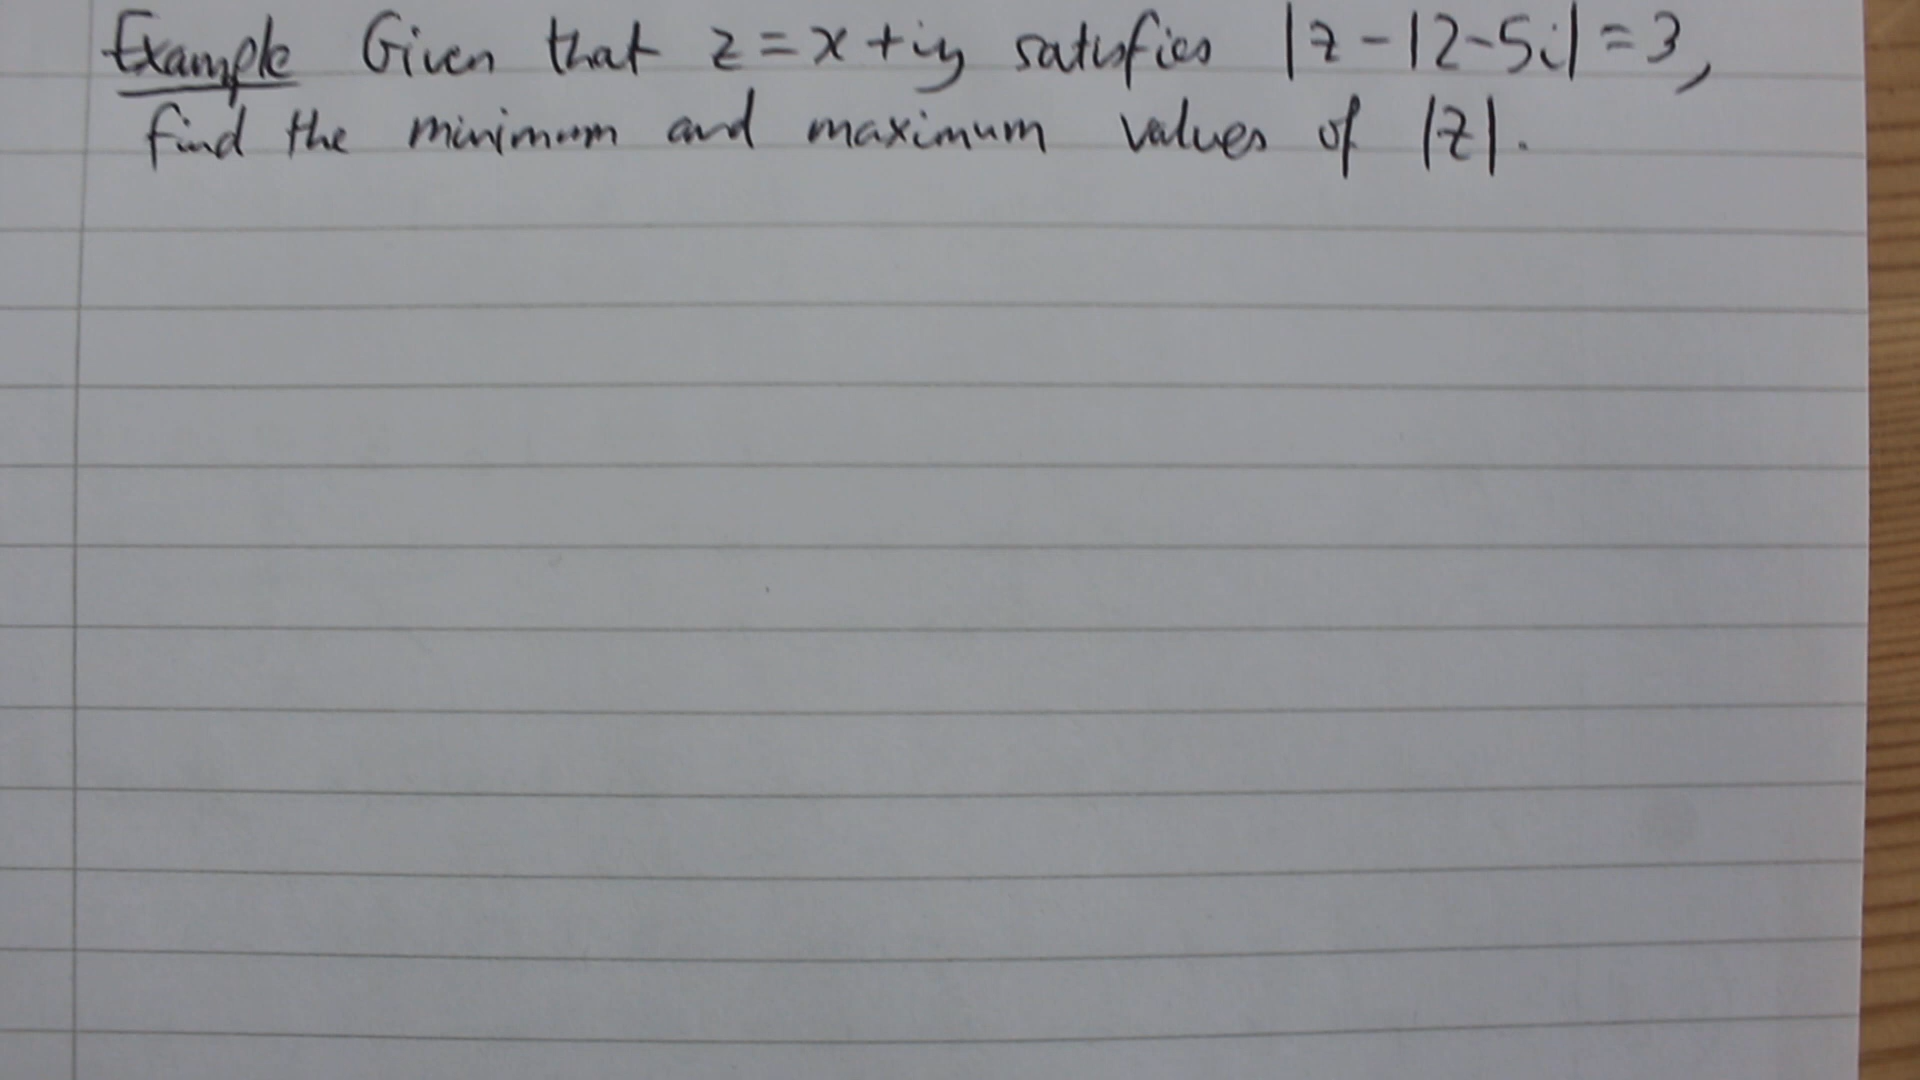 Example Given that z = x + iy satisfies |z - 12 - 5i| = 3,
find the minimum and maximum values of |z|.